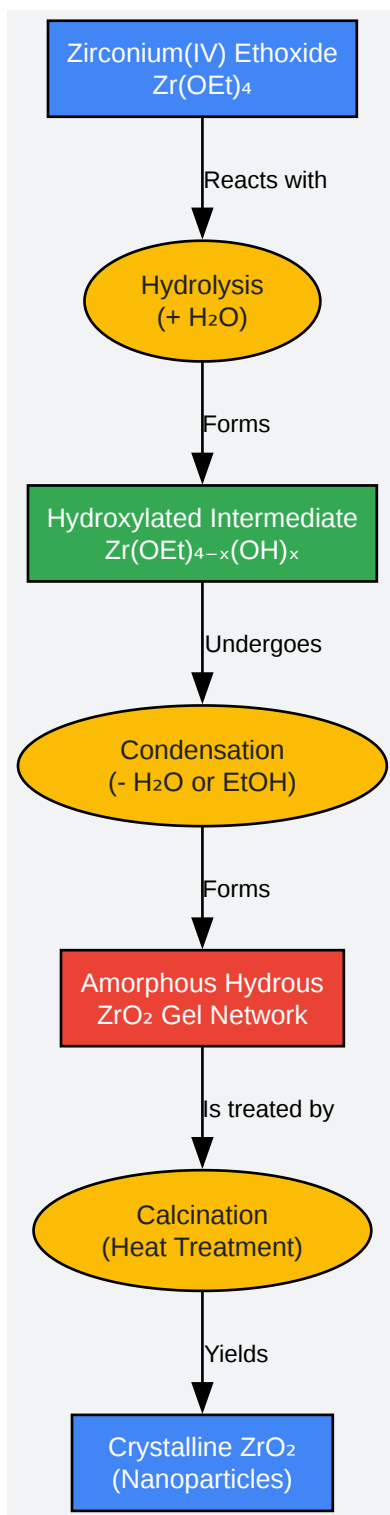 Zirconium(IV) Ethoxide
Zr(OEt)₄
Reacts with
Hydrolysis
(+ H₂O)
Forms
Hydroxylated Intermediate
Zr(OEt)₄₋ₓ(OH)ₓ
Undergoes
Condensation
(- H₂O or EtOH)
Forms
Amorphous Hydrous
ZrO₂ Gel Network
Is treated by
Calcination
(Heat Treatment)
Yields
Crystalline ZrO₂
(Nanoparticles)